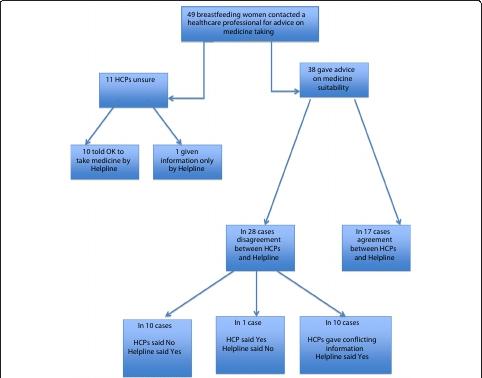 49 breastfeeding women contacted a
healthcare professional for advice on
medicine taking
11 HCPs unsure
38 gave advice
on medicine
suitability
10 told OK to
take medicine by
Helpline
1 given
information only
by Helpline
In 28 cases
disagreement
between HCPs
and Helpline
In 17 cases
agreement
between HCPs
and Helpline
In 10 cases
HCPs said No
Helpline said Yes
In 1 case
HCP said Yes
Helpline said No
In 10 cases
HCPs gave conflicting
information
Helpline said Yes